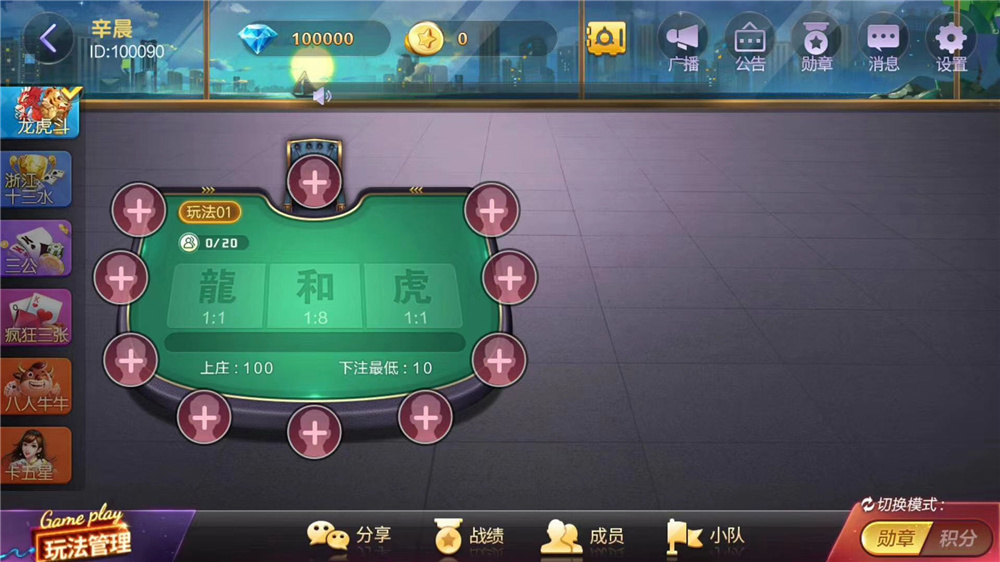 辛晨
ID:100090
100000
0
广播
公告
勋章
消息
设置
龙虎斗
浙江
十三水
三公
疯狂三张
八人牛牛
卡五星
玩法01
0/20
龍
1:1
和
1:8
虎
1:1
上庄:100
下注最低:10
Game play
玩法管理
分享
战绩
成员
小队
切换模式:
勋章
积分